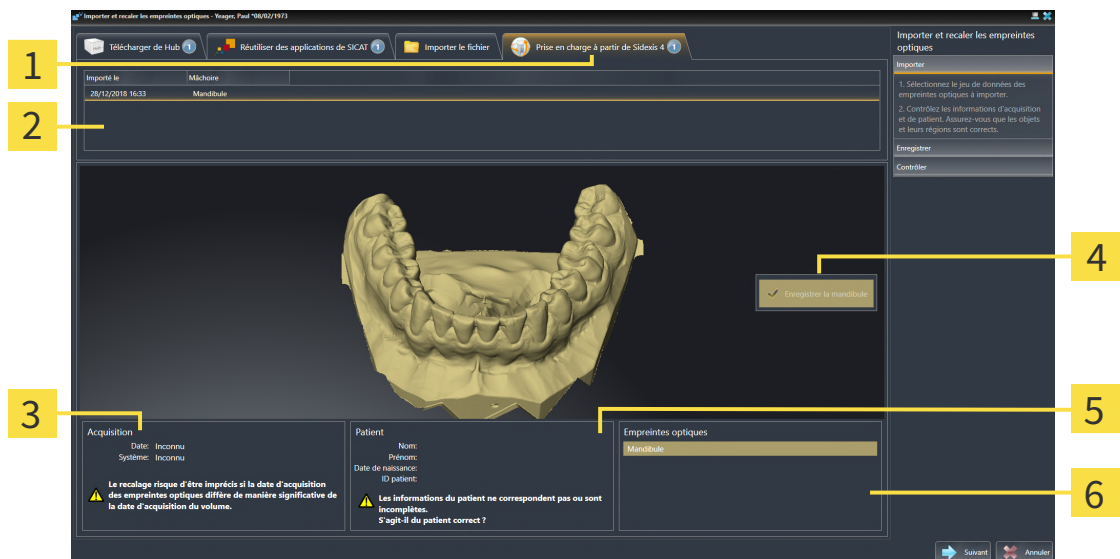 Importer et recaler les empreintes optiques - Yeager, Paul *08/02/1973
Télécharger de Hub 1
Réutiliser des applications de SICAT 1
Importer le fichier
Prise en charge à partir de Sidexis 4 1
1
Importé le
Mâchoire
28/12/2018 16:33
Mandibule
2
Importer et recaler les empreintes
optiques
Importer
1. Sélectionnez le jeu de données des
empreintes optiques à importer.
2. Contrôlez les informations d'acquisition
et de patient. Assurez-vous que les objets
et leurs régions sont corrects.
Enregistrer
Contrôler
4
Enregistrer la mandibule
3
Acquisition
Date: Inconnu
Système: Inconnu
Le recalage risque d'être imprécis si la date d'acquisition
des empreintes optiques diffère de manière significative de
la date d'acquisition du volume.
5
Patient
Nom:
Prénom:
Date de naissance:
ID patient:
Les informations du patient ne correspondent pas ou sont
incomplètes.
S'agit-il du patient correct ?
Empreintes optiques
Mandibule
6
Suivant
Annuler